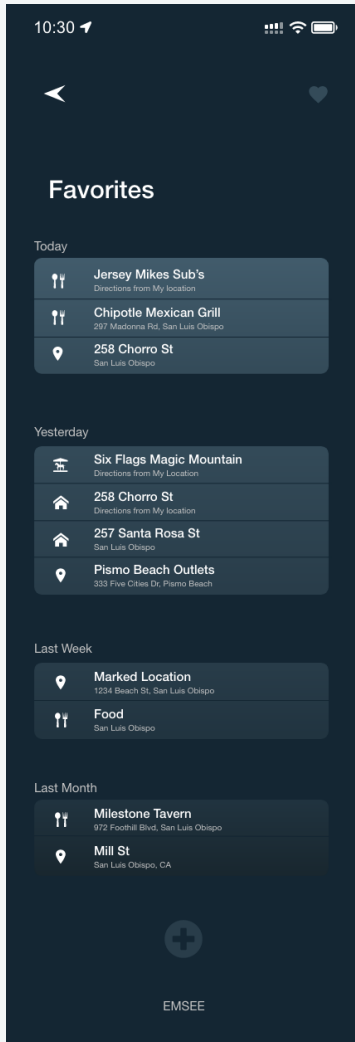 10:30
Favorites
Today
Jersey Mikes Sub's
Directions from My location
Chipotle Mexican Grill
297 Madonna Rd, San Luis Obispo
258 Chorro St
San Luis Obispo
Yesterday
Six Flags Magic Mountain
Directions from My Location
258 Chorro St
Directions from My location
257 Santa Rosa St
San Luis Obispo
Pismo Beach Outlets
333 Five Cities Dr, Pismo Beach
Last Week
Marked Location
1234 Beach St, San Luis Obispo
Food
San Luis Obispo
Last Month
Milestone Tavern
972 Foothill Blvd, San Luis Obispo
Mill St
San Luis Obispo, CA
EMSEE